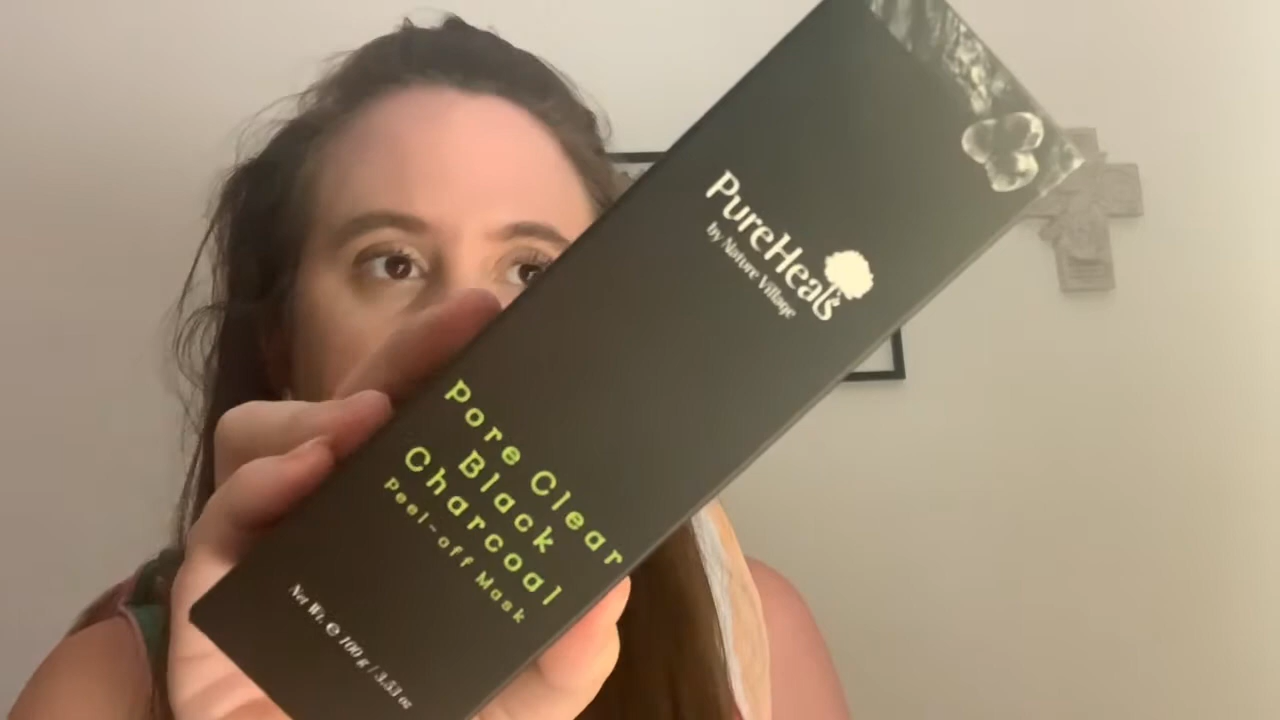 PureHeals
by Nature Village
Pore Clear
Black
Charcoal
Peel-off Mask
Net Wt. ℮ 100 g / 3.53 oz